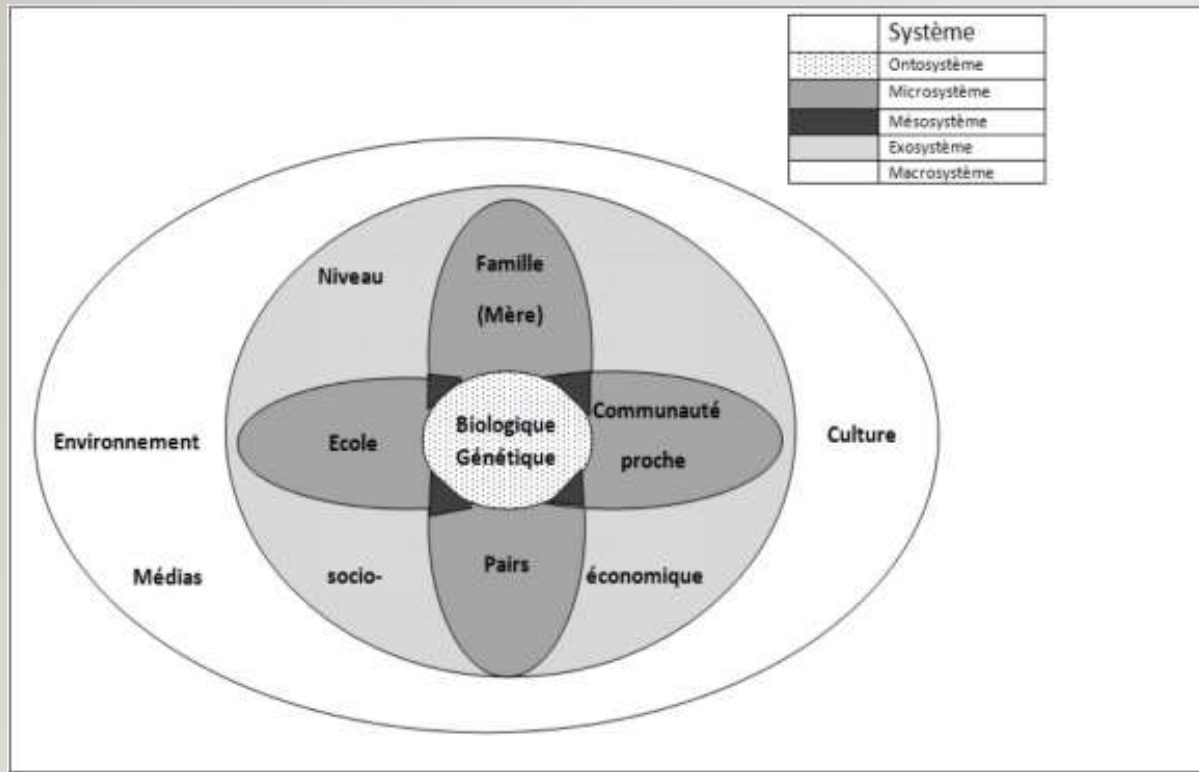 Système
Ontosystème
Microsystème
Mésosystème
Exosystème
Macrosystème
Niveau
Famille
(Mère)
Environnement
Ecole
Biologique
Génétique
Communauté
proche
Culture
Médias
socio-
Pairs
économique